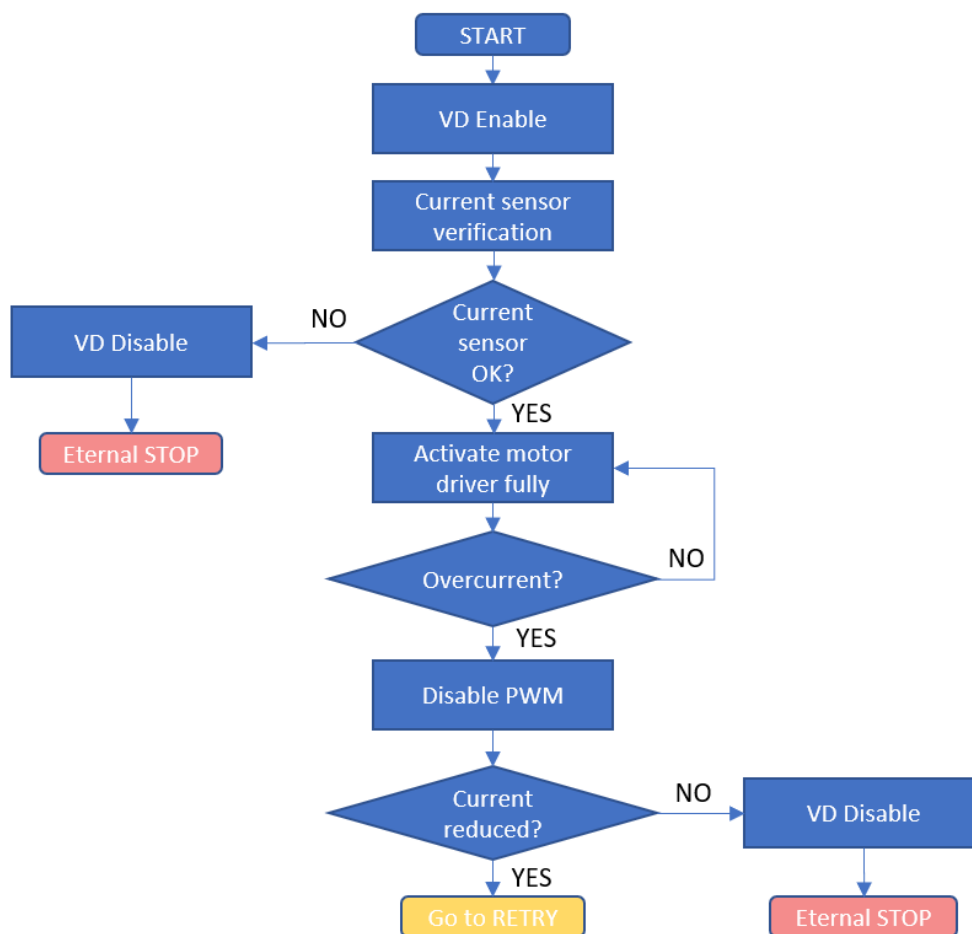 START
VD Enable
Current sensor
verification
NO
Current
sensor
OK?
VD Disable
YES
Eternal STOP
Activate motor
driver fully
Overcurrent?
NO
YES
Disable PWM
Current
reduced?
NO
VD Disable
YES
Go to RETRY
Eternal STOP